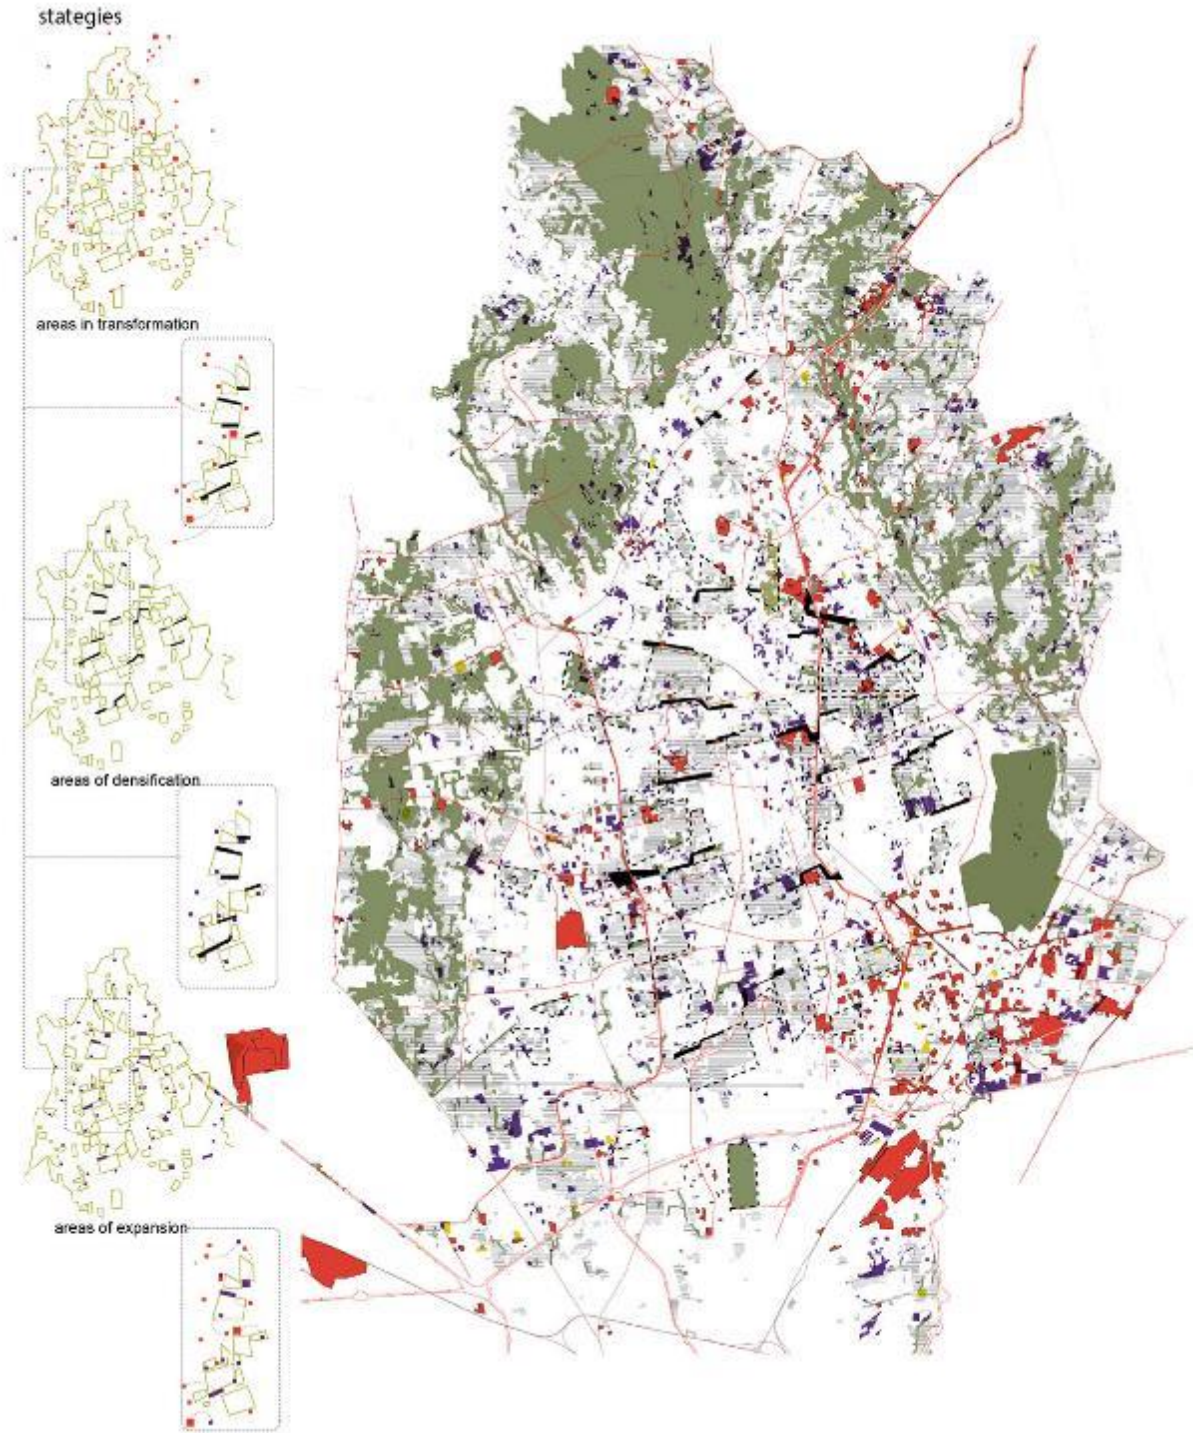 stategies
areas in transformation
areas of densification
areas of expansion